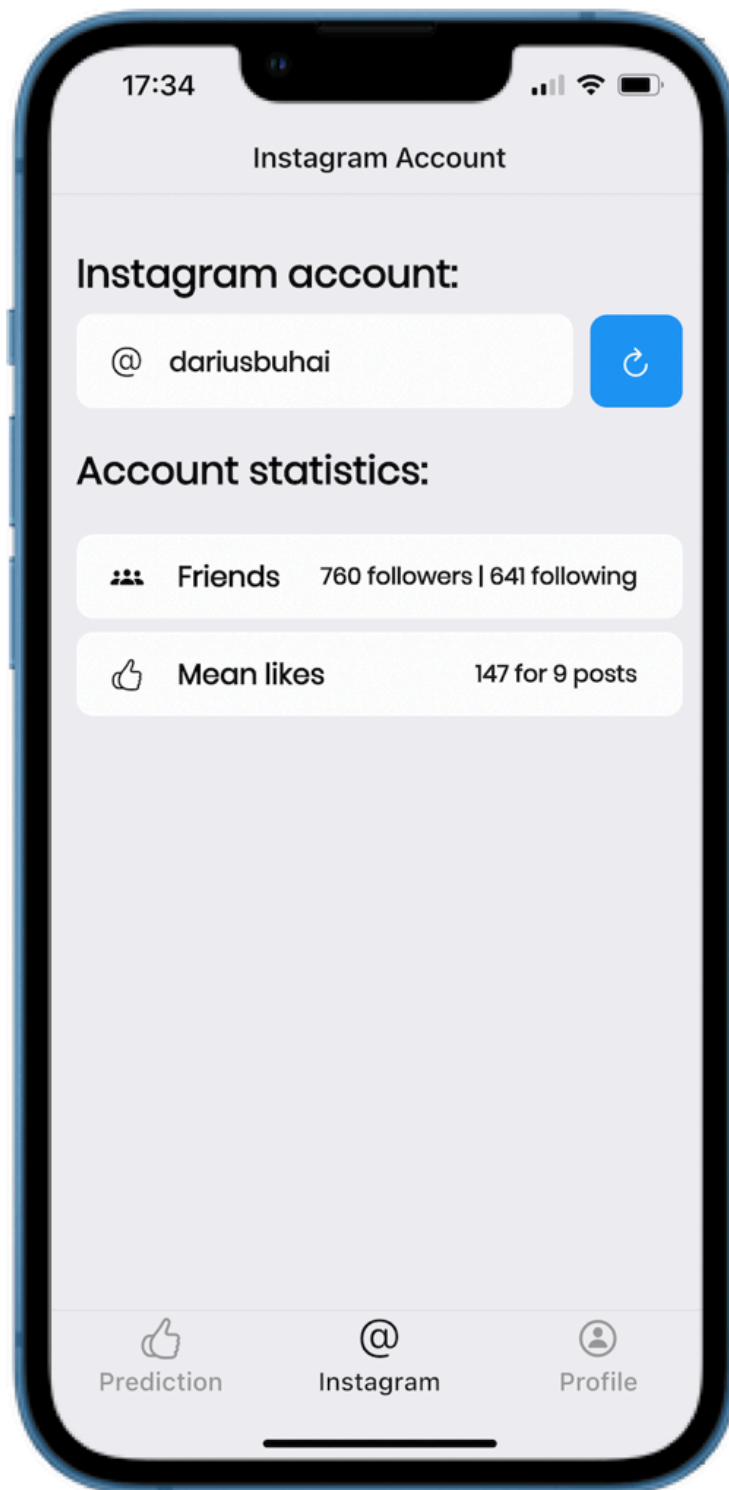 17:34
Instagram Account
Instagram account:
@ dariusbuhai
Account statistics:
Friends 760 followers | 641 following
Mean likes 147 for 9 posts
@
Prediction Instagram Profile